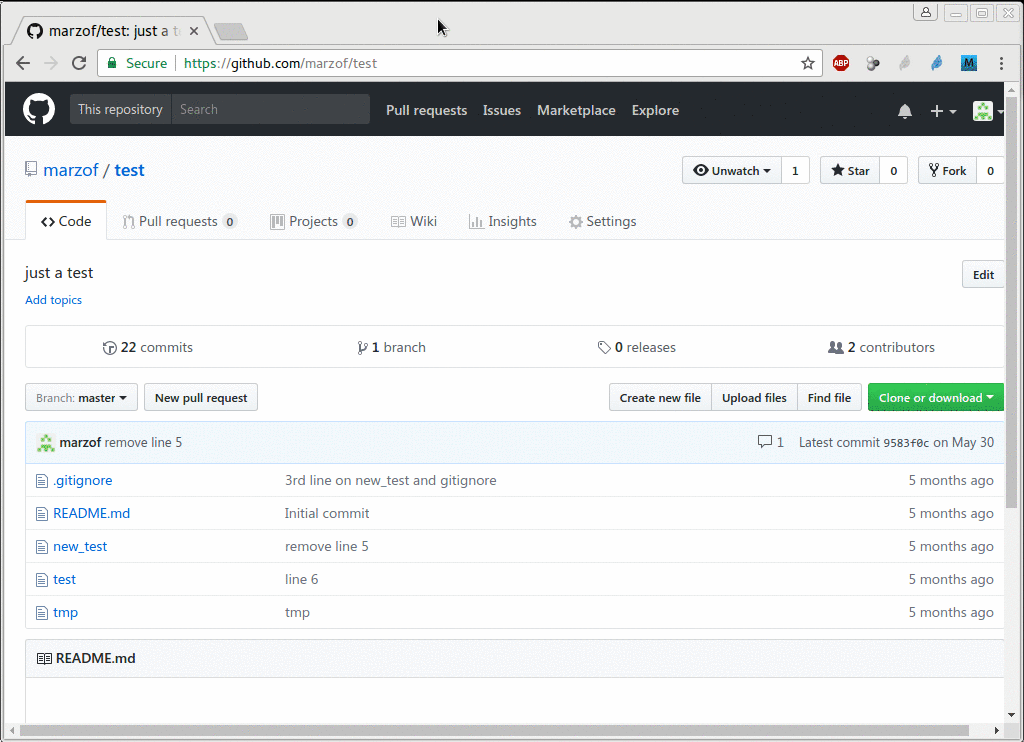 marzof/test: just a t
Secure https://github.com/marzof/test ABP M
This repository Search Pull requests Issues Marketplace Explore
marzof / test Unwatch 1 Star 0 Fork 0
Code Pull requests 0 Projects 0 Wiki Insights Settings
just a test Edit
Add topics
22 commits 1 branch 0 releases 2 contributors
Branch: master New pull request Create new file Upload files Find file Clone or download
marzof remove line 5 1 Latest commit 9583f0c on May 30
.gitignore 3rd line on new_test and gitignore 5 months ago
README.md Initial commit 5 months ago
new_test remove line 5 5 months ago
test line 6 5 months ago
tmp tmp 5 months ago
README.md